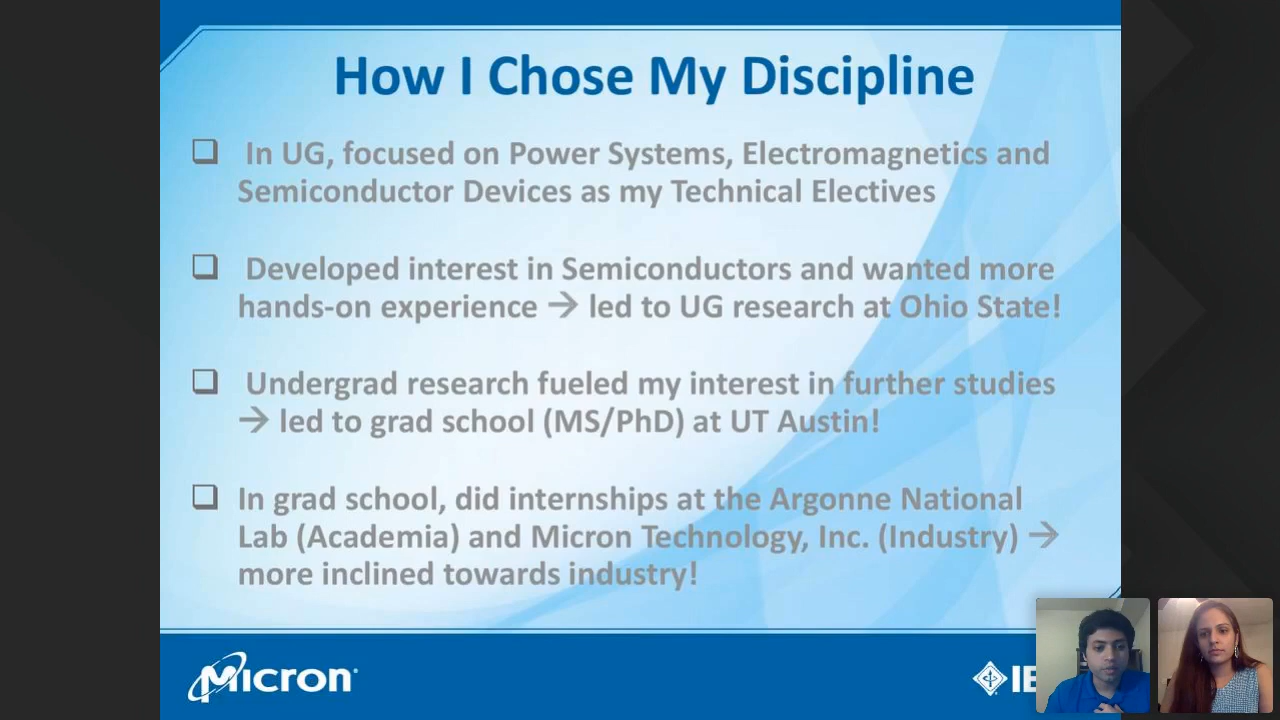 How I Chose My Discipline
In UG, focused on Power Systems, Electromagnetics and
Semiconductor Devices as my Technical Electives
Developed interest in Semiconductors and wanted more
hands-on experience → led to UG research at Ohio State!
Undergrad research fueled my interest in further studies
→ led to grad school (MS/PhD) at UT Austin!
In grad school, did internships at the Argonne National
Lab (Academia) and Micron Technology, Inc. (Industry) →
more inclined towards industry!
Micron